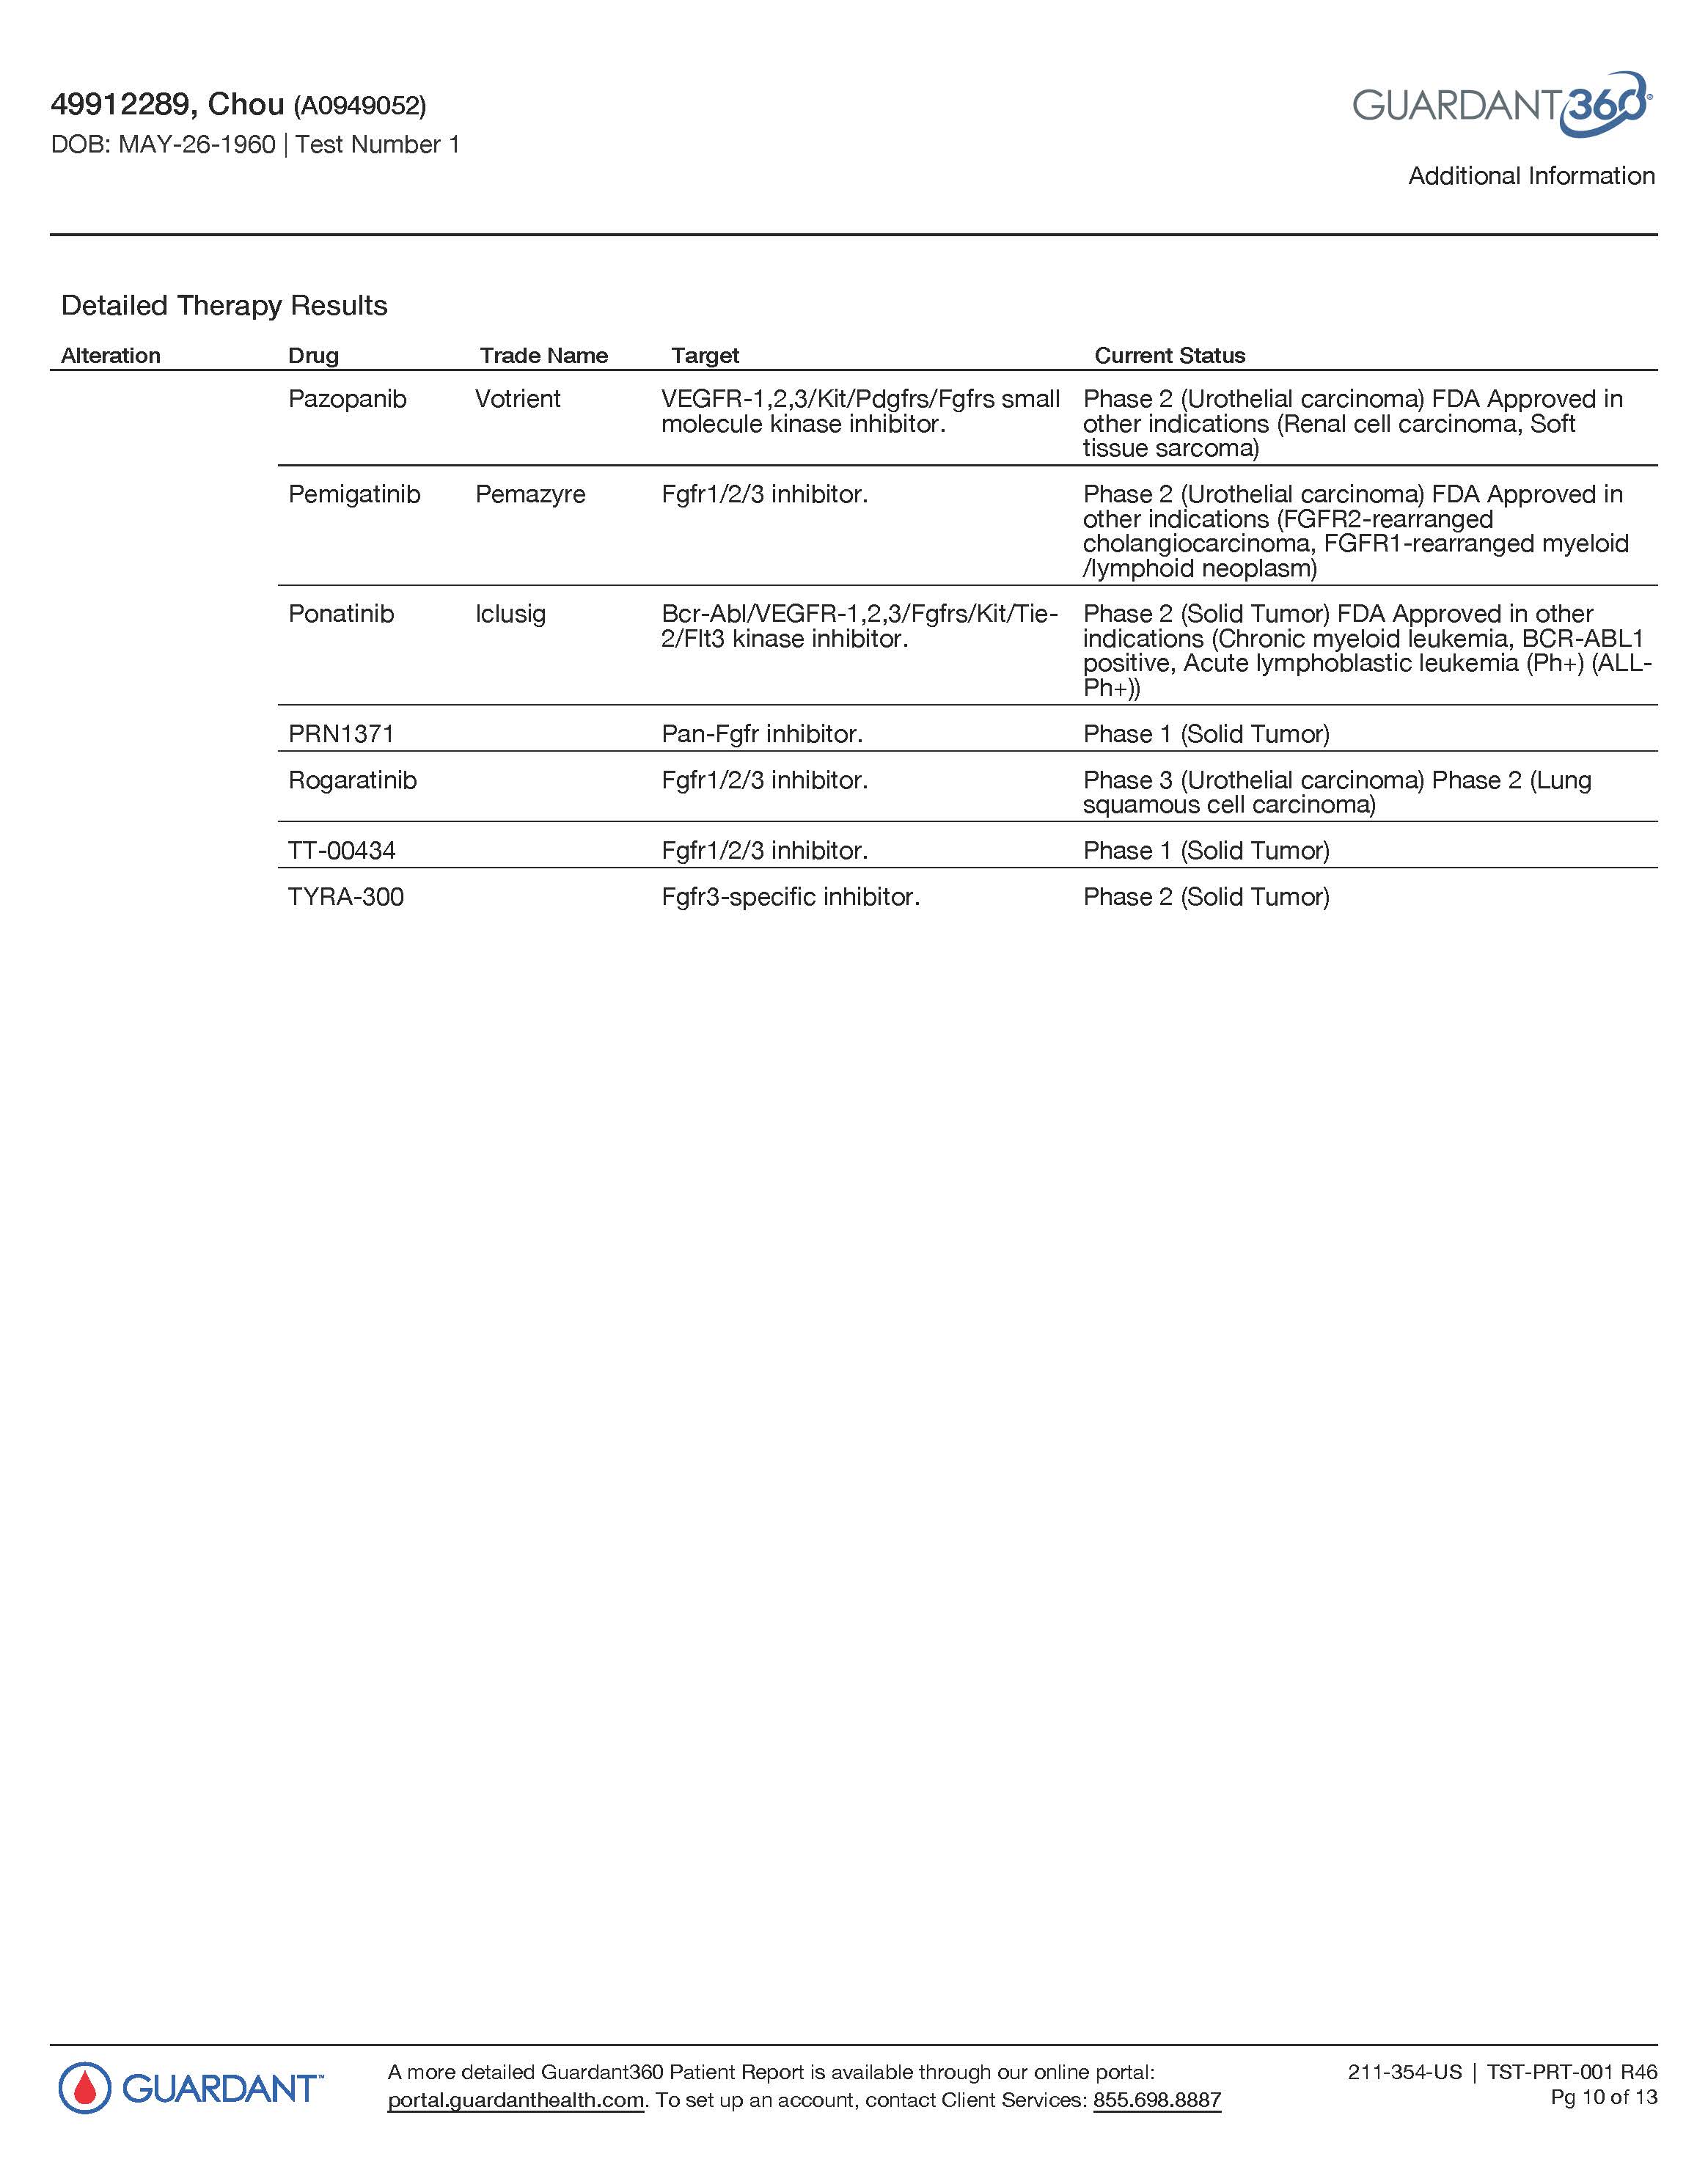 49912289, Chou (A0949052)
DOB: MAY-26-1960 | Test Number 1
GUARDANT360®
Additional Information
Detailed Therapy Results
Alteration Drug Trade Name Target Current Status
Pazopanib Votrient VEGFR-1,2,3/Kit/Pdgfrs/Fgfrs small Phase 2 (Urothelial carcinoma) FDA Approved in
molecule kinase inhibitor. other indications (Renal cell carcinoma, Soft
tissue sarcoma)
Pemigatinib Pemazyre Fgfr1/2/3 inhibitor. Phase 2 (Urothelial carcinoma) FDA Approved in
other indications (FGFR2-rearranged
cholangiocarcinoma, FGFR1-rearranged myeloid
/lymphoid neoplasm)
Ponatinib Iclusig Bcr-Abl/VEGFR-1,2,3/Fgfrs/Kit/Tie- Phase 2 (Solid Tumor) FDA Approved in other
2/Flt3 kinase inhibitor. indications (Chronic myeloid leukemia, BCR-ABL1
positive, Acute lymphoblastic leukemia (Ph+) (ALL-
Ph+))
PRN1371 Pan-Fgfr inhibitor. Phase 1 (Solid Tumor)
Rogaratinib Fgfr1/2/3 inhibitor. Phase 3 (Urothelial carcinoma) Phase 2 (Lung
squamous cell carcinoma)
TT-00434 Fgfr1/2/3 inhibitor. Phase 1 (Solid Tumor)
TYRA-300 Fgfr3-specific inhibitor. Phase 2 (Solid Tumor)
GUARDANT™
A more detailed Guardant360 Patient Report is available through our online portal:
portal.guardanthealth.com. To set up an account, contact Client Services: 855.698.8887
211-354-US | TST-PRT-001 R46
Pg 10 of 13